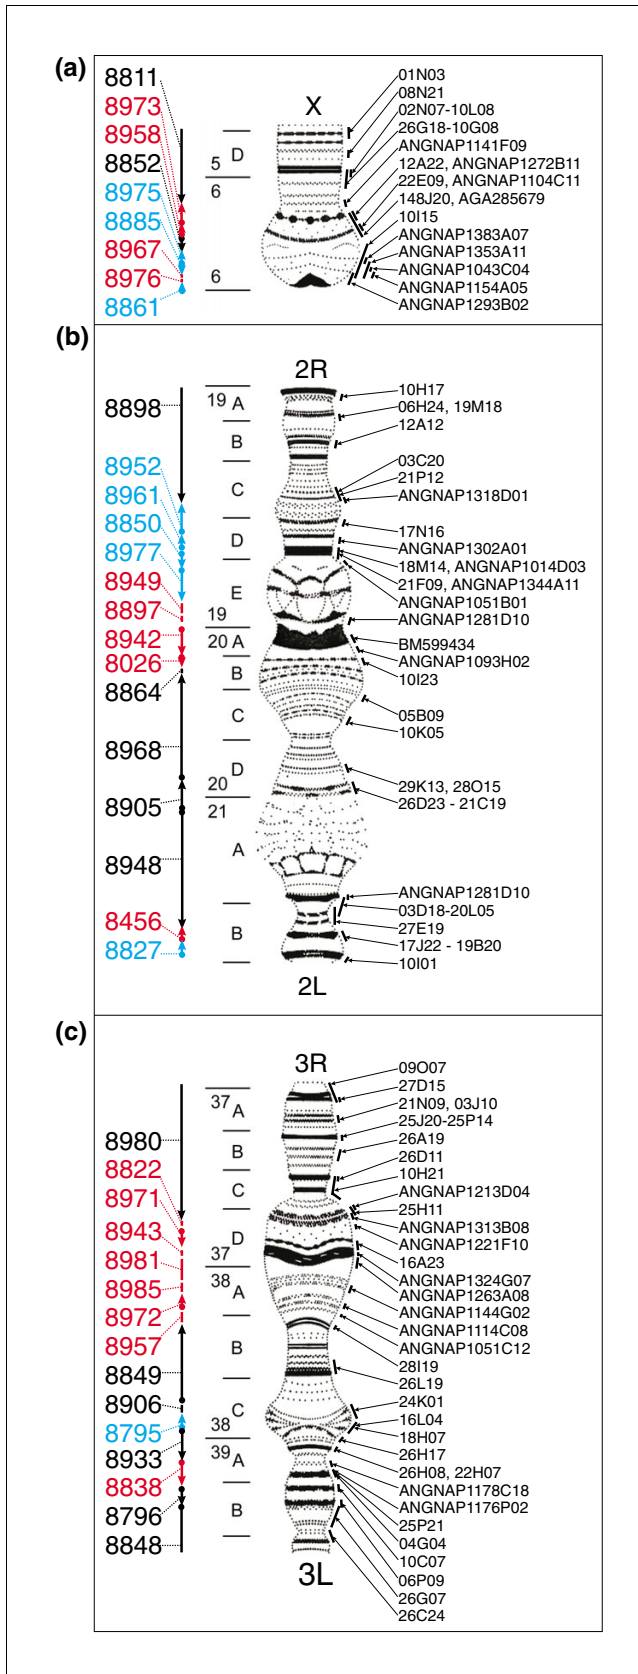 (a)
8811
8973
8958
8852
8975
8885
8967
8976
8861
X
D
5
6
6
01N03
08N21
02N07-10L08
26G18-10G08
ANGNAP1141F09
12A22, ANGNAP1272B11
22E09, ANGNAP1104C11
148J20, AGA285679
10I15
ANGNAP1383A07
ANGNAP1353A11
ANGNAP1043C04
ANGNAP1154A05
ANGNAP1293B02
(b)
8898
8952
8961
8850
8977
8949
8897
8942
8026
8864
8968
8905
8948
8456
8827
2R
19 A
B
C
D
E
19
20 A
B
C
D
20
21
A
B
2L
10H17
06H24, 19M18
12A12
03C20
21P12
ANGNAP1318D01
17N16
ANGNAP1302A01
18M14, ANGNAP1014D03
21F09, ANGNAP1344A11
ANGNAP1051B01
ANGNAP1281D10
BM599434
ANGNAP1093H02
10I23
05B09
10K05
29K13, 28O15
26D23 - 21C19
ANGNAP1281D10
03D18-20L05
27E19
17J22 - 19B20
10I01
(c)
8980
8822
8971
8943
8981
8985
8972
8957
8849
8906
8795
8933
8838
8796
8848
3R
37 A
B
C
D
37
38 A
B
C
38
39 A
B
3L
09O07
27D15
21N09, 03J10
25J20-25P14
26A19
26D11
10H21
ANGNAP1213D04
25H11
ANGNAP1313B08
ANGNAP1221F10
16A23
ANGNAP1324G07
ANGNAP1263A08
ANGNAP1144G02
ANGNAP1114C08
ANGNAP1051C12
28I19
26L19
24K01
16L04
18H07
26H17
26H08, 22H07
ANGNAP1178C18
ANGNAP1176P02
25P21
04G04
10C07
06P09
26G07
26C24